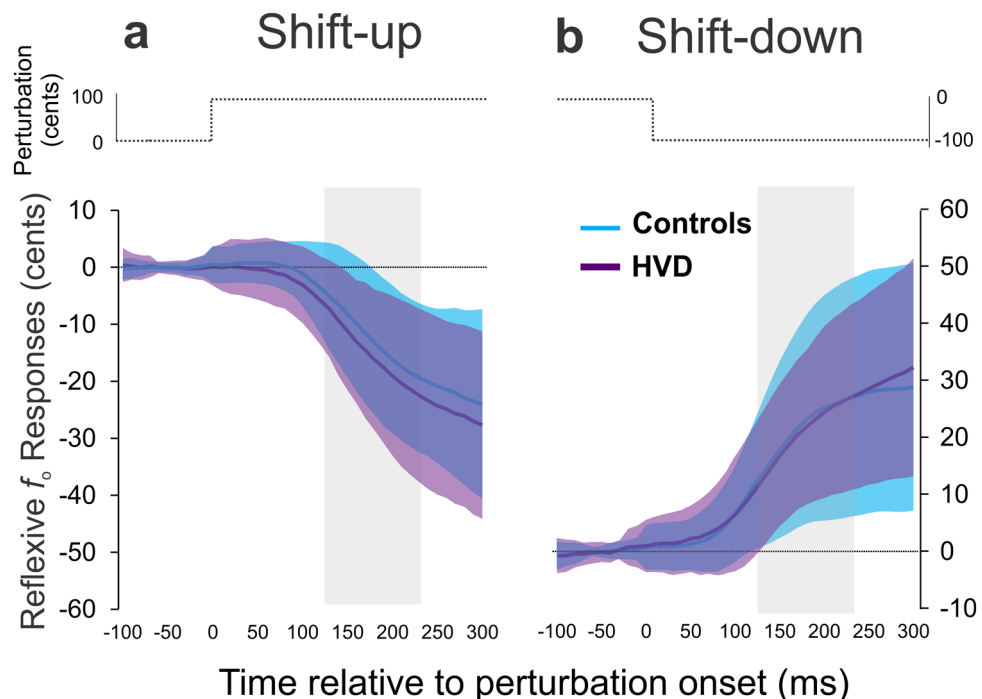 a Shift-up
b Shift-down
Perturbation
(cents)
100
0
0
-100
Reflexive fo Responses (cents)
10
0
-10
-20
-30
-40
-50
-60
Controls
HVD
60
50
40
30
20
10
0
-10
-100 -50 0 50 100 150 200 250 300
-100 -50 0 50 100 150 200 250 300
Time relative to perturbation onset (ms)